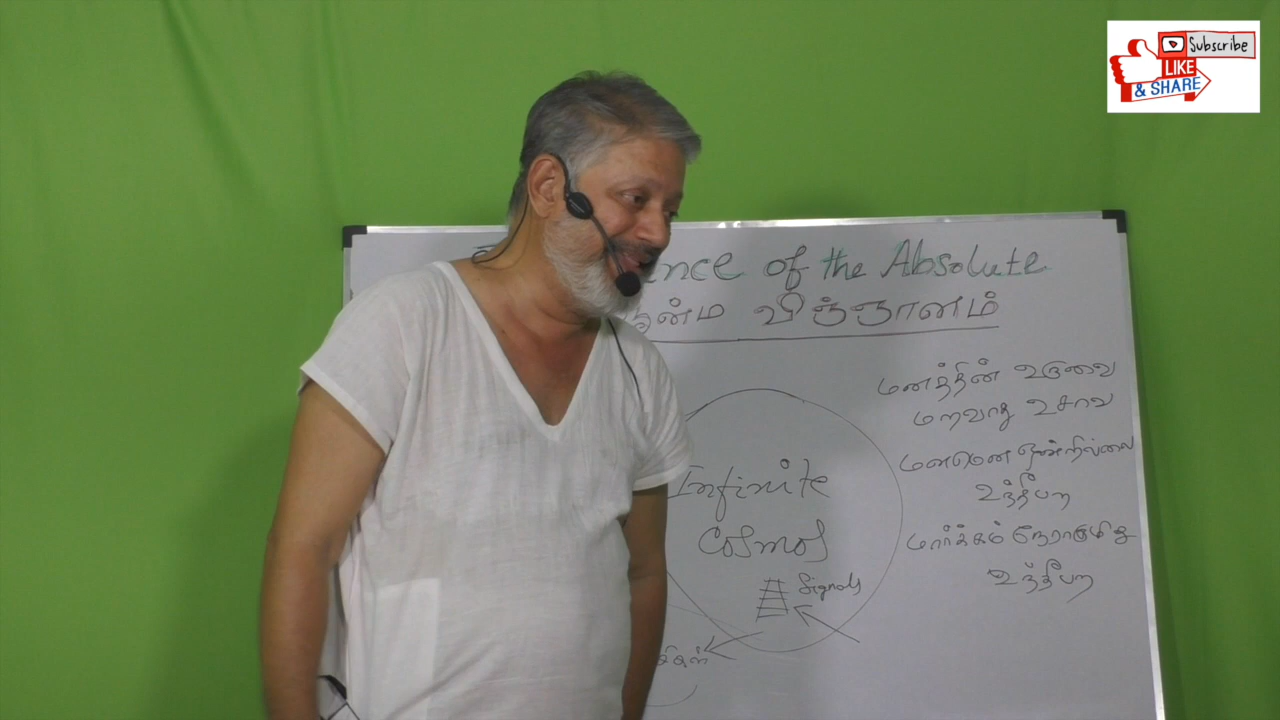 Subscribe
LIKE
& SHARE
ence of the Absolute
ான்ம விஞ்ஞானம்
மனத்தின் உருவை
மறவாது உசாவ
மனமென ஒன்றில்லை
உந்தீபற
மார்க்கம் நேராகுமிது
உந்தீபற
Infinite
Cosmos
Signals